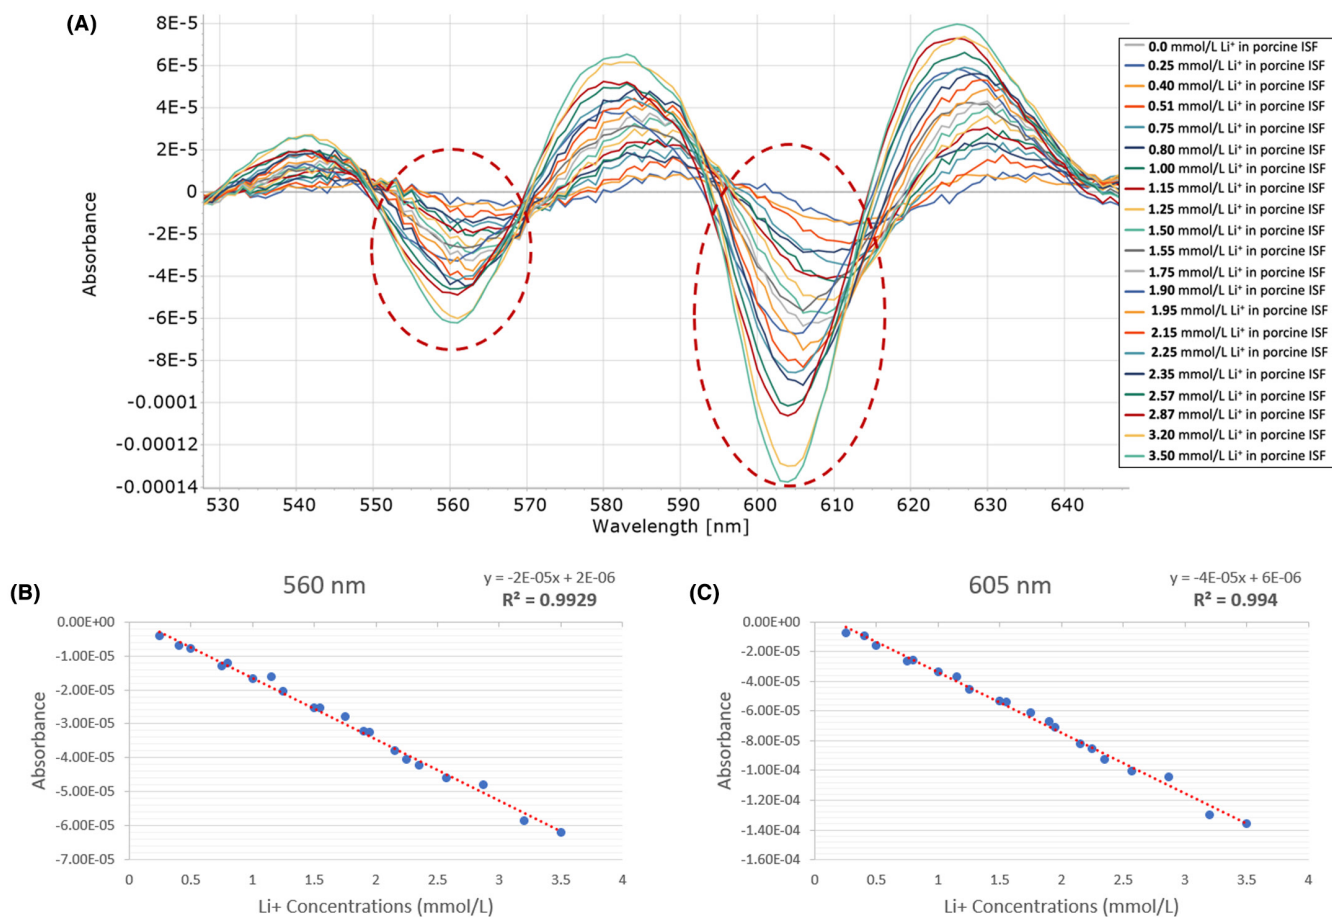 (A)
8E-5
6E-5
4E-5
2E-5
0
-2E-5
-4E-5
-6E-5
-8E-5
-0.0001
-0.00012
-0.00014
Absorbance
530 540 550 560 570 580 590 600 610 620 630 640
Wavelength [nm]
0.0 mmol/L Li⁺ in porcine ISF
0.25 mmol/L Li⁺ in porcine ISF
0.40 mmol/L Li⁺ in porcine ISF
0.51 mmol/L Li⁺ in porcine ISF
0.75 mmol/L Li⁺ in porcine ISF
0.80 mmol/L Li⁺ in porcine ISF
1.00 mmol/L Li⁺ in porcine ISF
1.15 mmol/L Li⁺ in porcine ISF
1.25 mmol/L Li⁺ in porcine ISF
1.50 mmol/L Li⁺ in porcine ISF
1.55 mmol/L Li⁺ in porcine ISF
1.75 mmol/L Li⁺ in porcine ISF
1.90 mmol/L Li⁺ in porcine ISF
1.95 mmol/L Li⁺ in porcine ISF
2.15 mmol/L Li⁺ in porcine ISF
2.25 mmol/L Li⁺ in porcine ISF
2.35 mmol/L Li⁺ in porcine ISF
2.57 mmol/L Li⁺ in porcine ISF
2.87 mmol/L Li⁺ in porcine ISF
3.20 mmol/L Li⁺ in porcine ISF
3.50 mmol/L Li⁺ in porcine ISF
(B)
560 nm
y = -2E-05x + 2E-06
R² = 0.9929
0.00E+00
-1.00E-05
-2.00E-05
-3.00E-05
-4.00E-05
-5.00E-05
-6.00E-05
-7.00E-05
Absorbance
0 0.5 1 1.5 2 2.5 3 3.5 4
Li+ Concentrations (mmol/L)
(C)
605 nm
y = -4E-05x + 6E-06
R² = 0.994
0.00E+00
-2.00E-05
-4.00E-05
-6.00E-05
-8.00E-05
-1.00E-04
-1.20E-04
-1.40E-04
-1.60E-04
Absorbance
0 0.5 1 1.5 2 2.5 3 3.5 4
Li+ Concentrations (mmol/L)